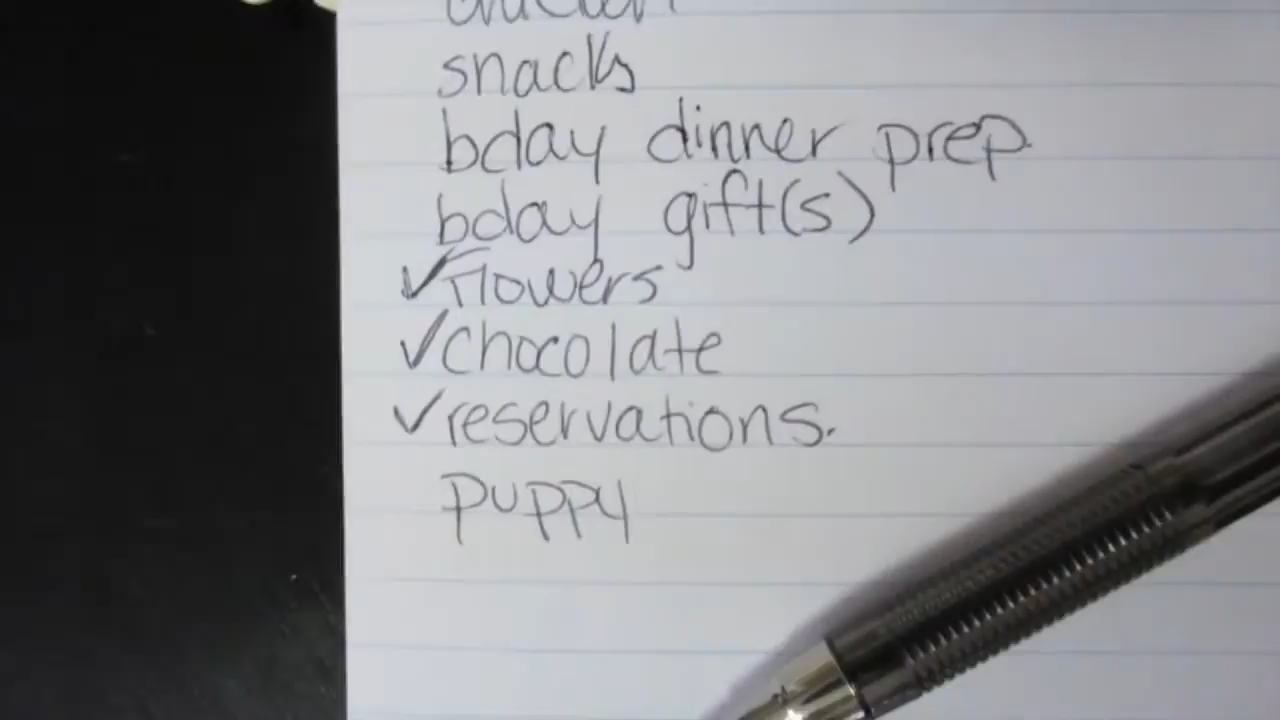 snacks
bday dinner prep.
bday gift(s)
✓Flowers
✓chocolate
✓reservations.
PUPPY